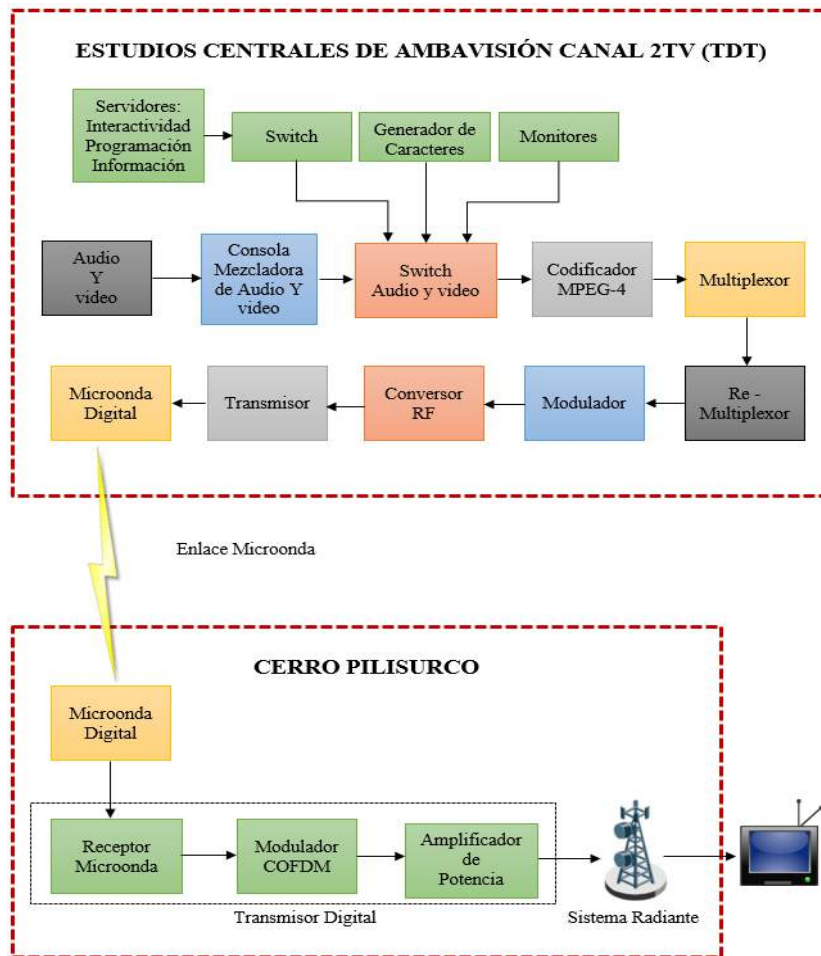 ESTUDIOS CENTRALES DE AMBAVISIÓN CANAL 2TV (TDT)
Servidores:
Interactividad
Programación
Información
Switch
Generador de
Caracteres
Monitores
Audio
Y
video
Consola
Mezcladora
de Audio Y
video
Switch
Audio y video
Codificador
MPEG-4
Multiplexor
Microonda
Digital
Transmisor
Conversor
RF
Modulador
Re -
Multiplexor
Enlace Microonda
CERRO PILISURCO
Microonda
Digital
Receptor
Microonda
Modulador
COFDM
Amplificador
de
Potencia
Transmisor Digital
Sistema Radiante